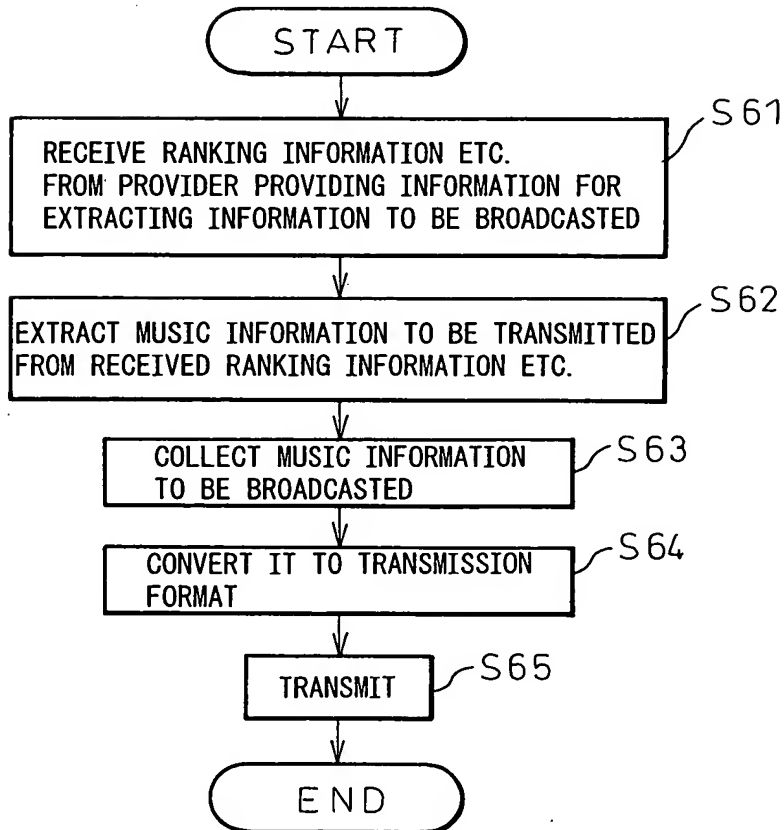 START
S61
RECEIVE RANKING INFORMATION ETC.
FROM PROVIDER PROVIDING INFORMATION FOR
EXTRACTING INFORMATION TO BE BROADCASTED
S62
EXTRACT MUSIC INFORMATION TO BE TRANSMITTED
FROM RECEIVED RANKING INFORMATION ETC.
S63
COLLECT MUSIC INFORMATION
TO BE BROADCASTED
S64
CONVERT IT TO TRANSMISSION
FORMAT
S65
TRANSMIT
END